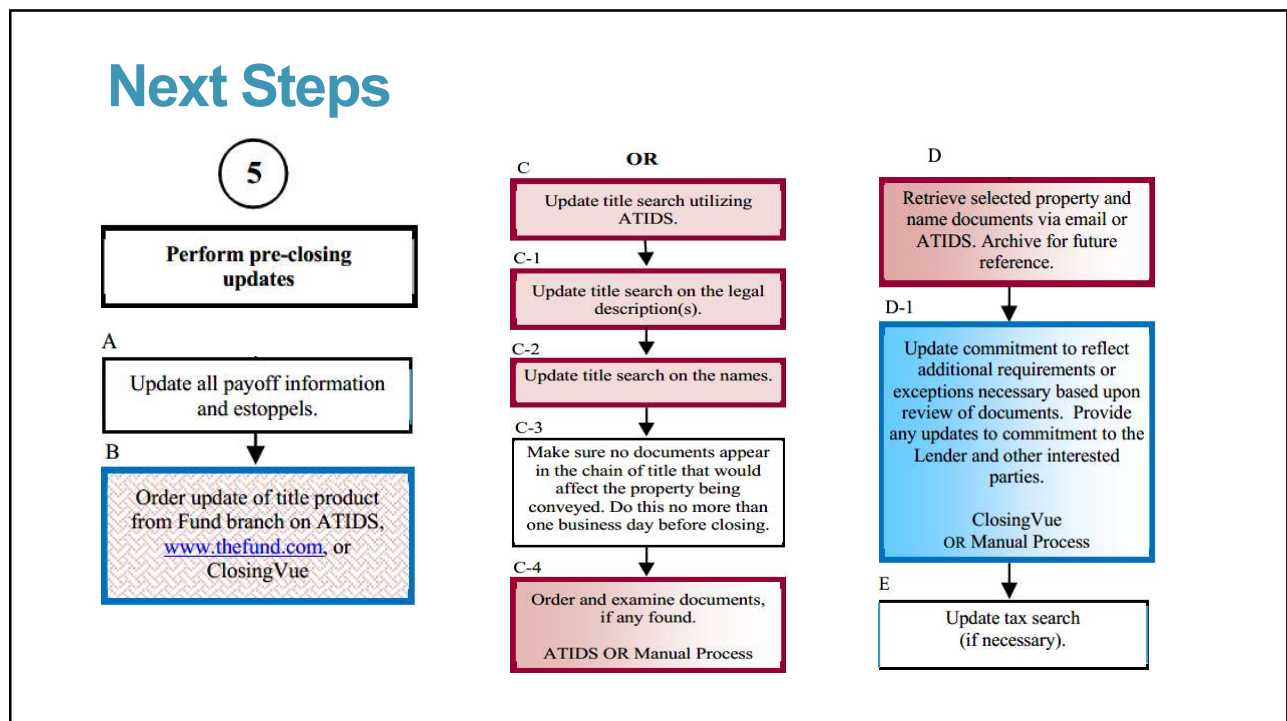 Next Steps
5
Perform pre-closing
updates
A
Update all payoff information
and estoppels.
B
Order update of title product
from Fund branch on ATIDS,
www.thefund.com, or
ClosingVue
OR
C
Update title search utilizing
ATIDS.
C-1
Update title search on the legal
description(s).
C-2
Update title search on the names.
C-3
Make sure no documents appear
in the chain of title that would
affect the property being
conveyed. Do this no more than
one business day before closing.
C-4
Order and examine documents,
if any found.
ATIDS OR Manual Process
D
Retrieve selected property and
name documents via email or
ATIDS. Archive for future
reference.
D-1
Update commitment to reflect
additional requirements or
exceptions necessary based upon
review of documents. Provide
any updates to commitment to the
Lender and other interested
parties.
ClosingVue
OR Manual Process
E
Update tax search
(if necessary).